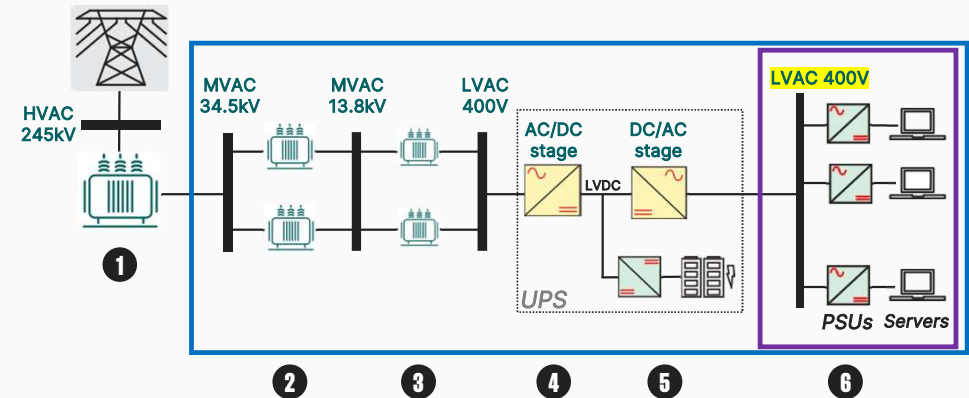 HVAC
245kV
1
MVAC
34.5kV
MVAC
13.8kV
LVAC
400V
AC/DC
stage
LVDC
DC/AC
stage
UPS
LVAC 400V
PSUs Servers
2
3
4
5
6